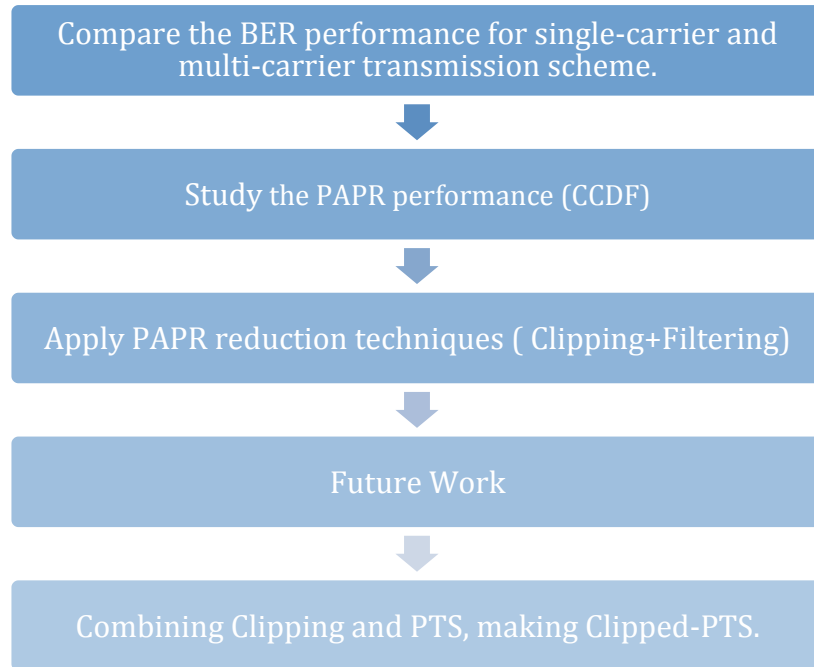 Compare the BER performance for single-carrier and
multi-carrier transmission scheme.
Study the PAPR performance (CCDF)
Apply PAPR reduction techniques ( Clipping+Filtering)
Future Work
Combining Clipping and PTS, making Clipped-PTS.